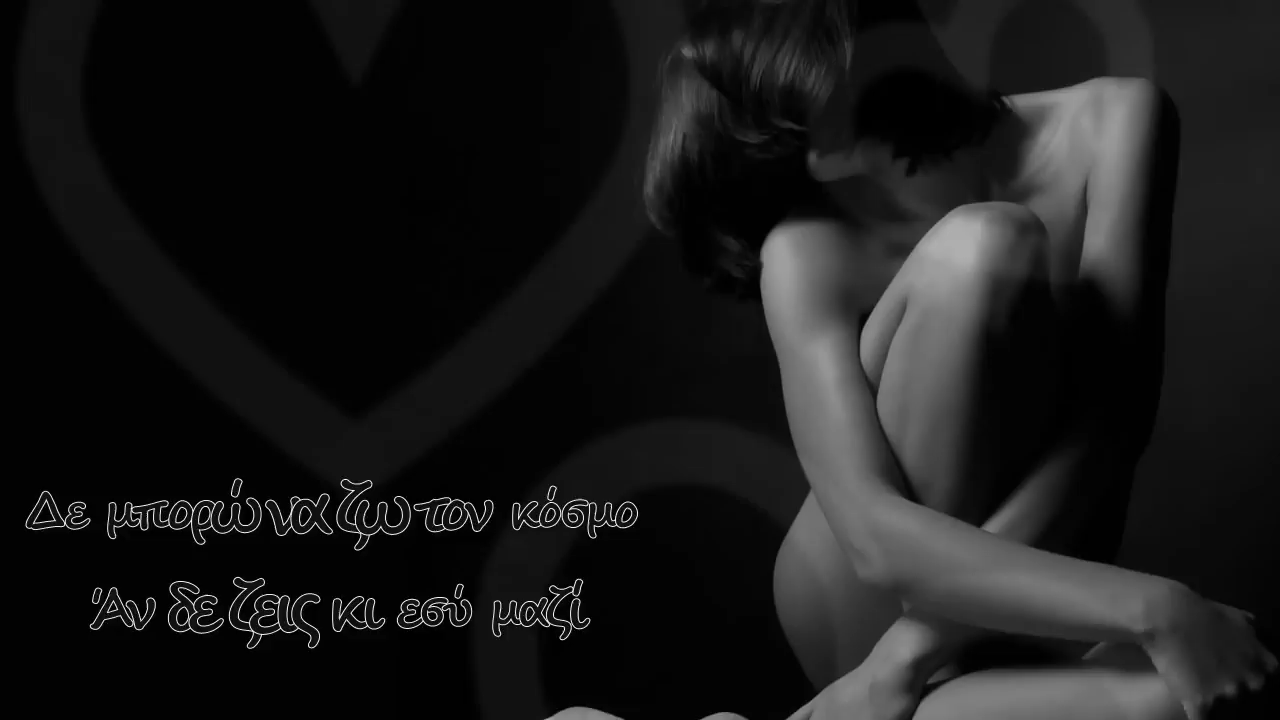 Δε μπορώ να ζω τον κόσμο
Άν δε ζεις κι εσύ μαζί